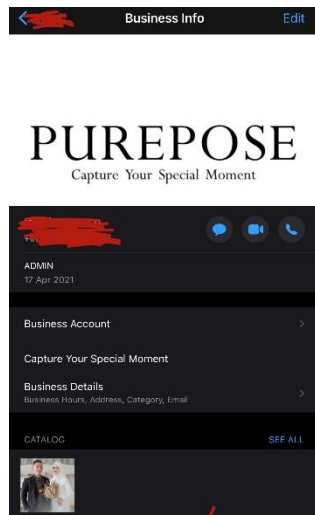 Business Info
Edit
PUREPOSE
Capture Your Special Moment
ADMIN
17 Apr 2021
Business Account
Capture Your Special Moment
Business Details
Business Hours, Address, Category, Email
CATALOG
SEE ALL